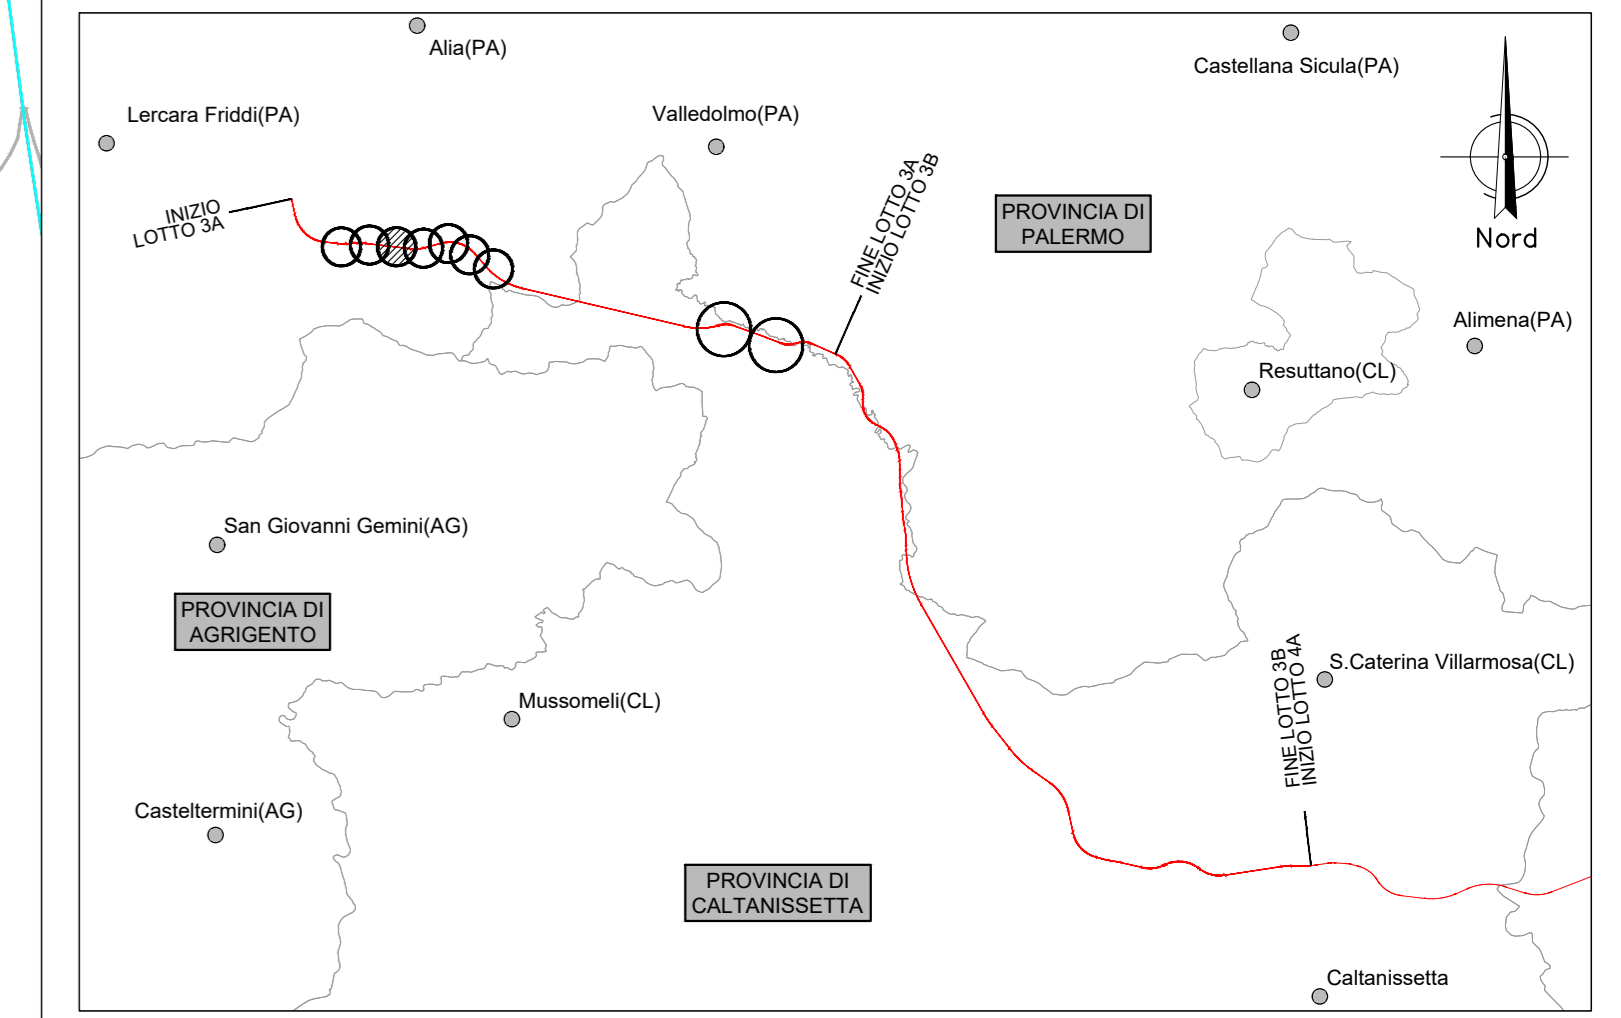 Alia(PA)
Castellana Sicula(PA)
Lercara Friddi(PA)
Valledolmo(PA)
INIZIO
LOTTO 3A
FINE LOTTO 3A
INIZIO LOTTO 3B
PROVINCIA DI
PALERMO
Nord
Alimena(PA)
Resuttano(CL)
San Giovanni Gemini(AG)
PROVINCIA DI
AGRIGENTO
FINE LOTTO 3B
INIZIO LOTTO 4A
S.Caterina Villarmosa(CL)
Mussomeli(CL)
Casteltermini(AG)
PROVINCIA DI
CALTANISSETTA
Caltanissetta